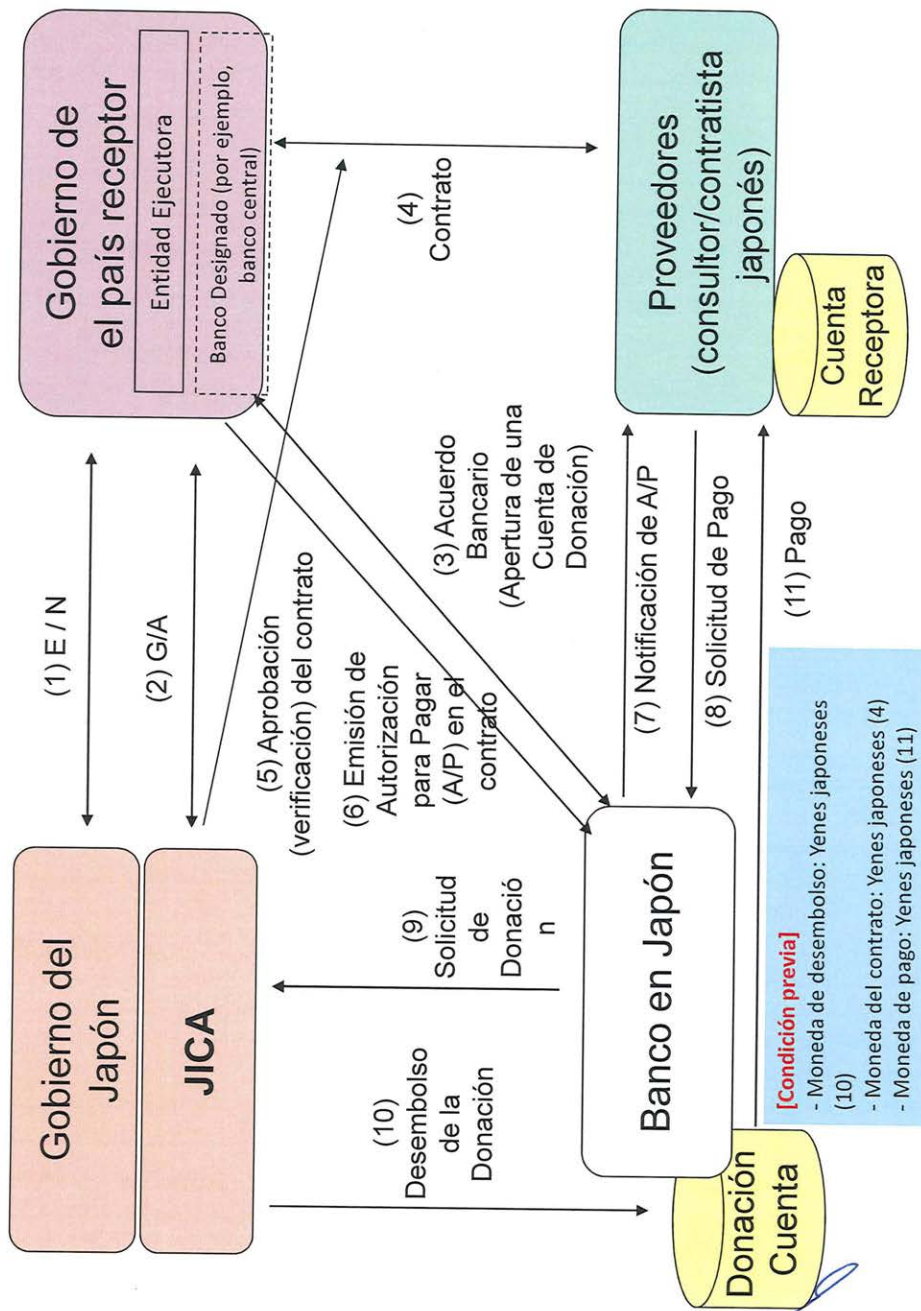 Gobierno del
Japón
JICA
Gobierno de
el país receptor
Entidad Ejecutora
Banco Designado (por ejemplo,
banco central)
(1) E / N
(2) G/A
(5) Aprobación
(verificación) del contrato
(6) Emisión de
Autorización
para Pagar
(A/P) en el
contrato
(4)
Contrato
(3) Acuerdo
Bancario
(Apertura de una
Cuenta de
Donación)
(9)
Solicitud
de
Donació
n
(10)
Desembolso
de la
Donación
Banco en Japón
Donación
Cuenta
(7) Notificación de A/P
(8) Solicitud de Pago
(11) Pago
Proveedores
(consultor/contratista
japonés)
Cuenta
Receptora
[Condición previa]
- Moneda de desembolso: Yenes japoneses
(10)
- Moneda del contrato: Yenes japoneses (4)
- Moneda de pago: Yenes japoneses (11)